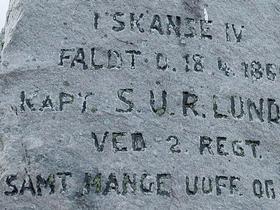 I SKANSE IV
FALDT D. 18.4.186
KAPT. S.U.R. LUND
VED 2. REGT.
SAMT MANGE UOFF. OG